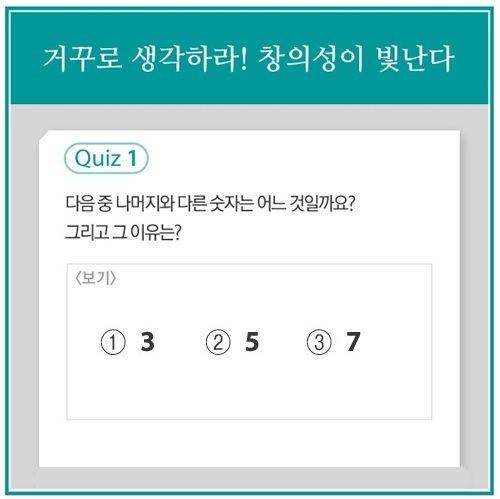 거꾸로 생각하라! 창의성이 빛난다
Quiz 1
다음 중 나머지와 다른 숫자는 어느 것일까요?
그리고 그 이유는?
〈보기〉
① 3 ② 5 ③ 7